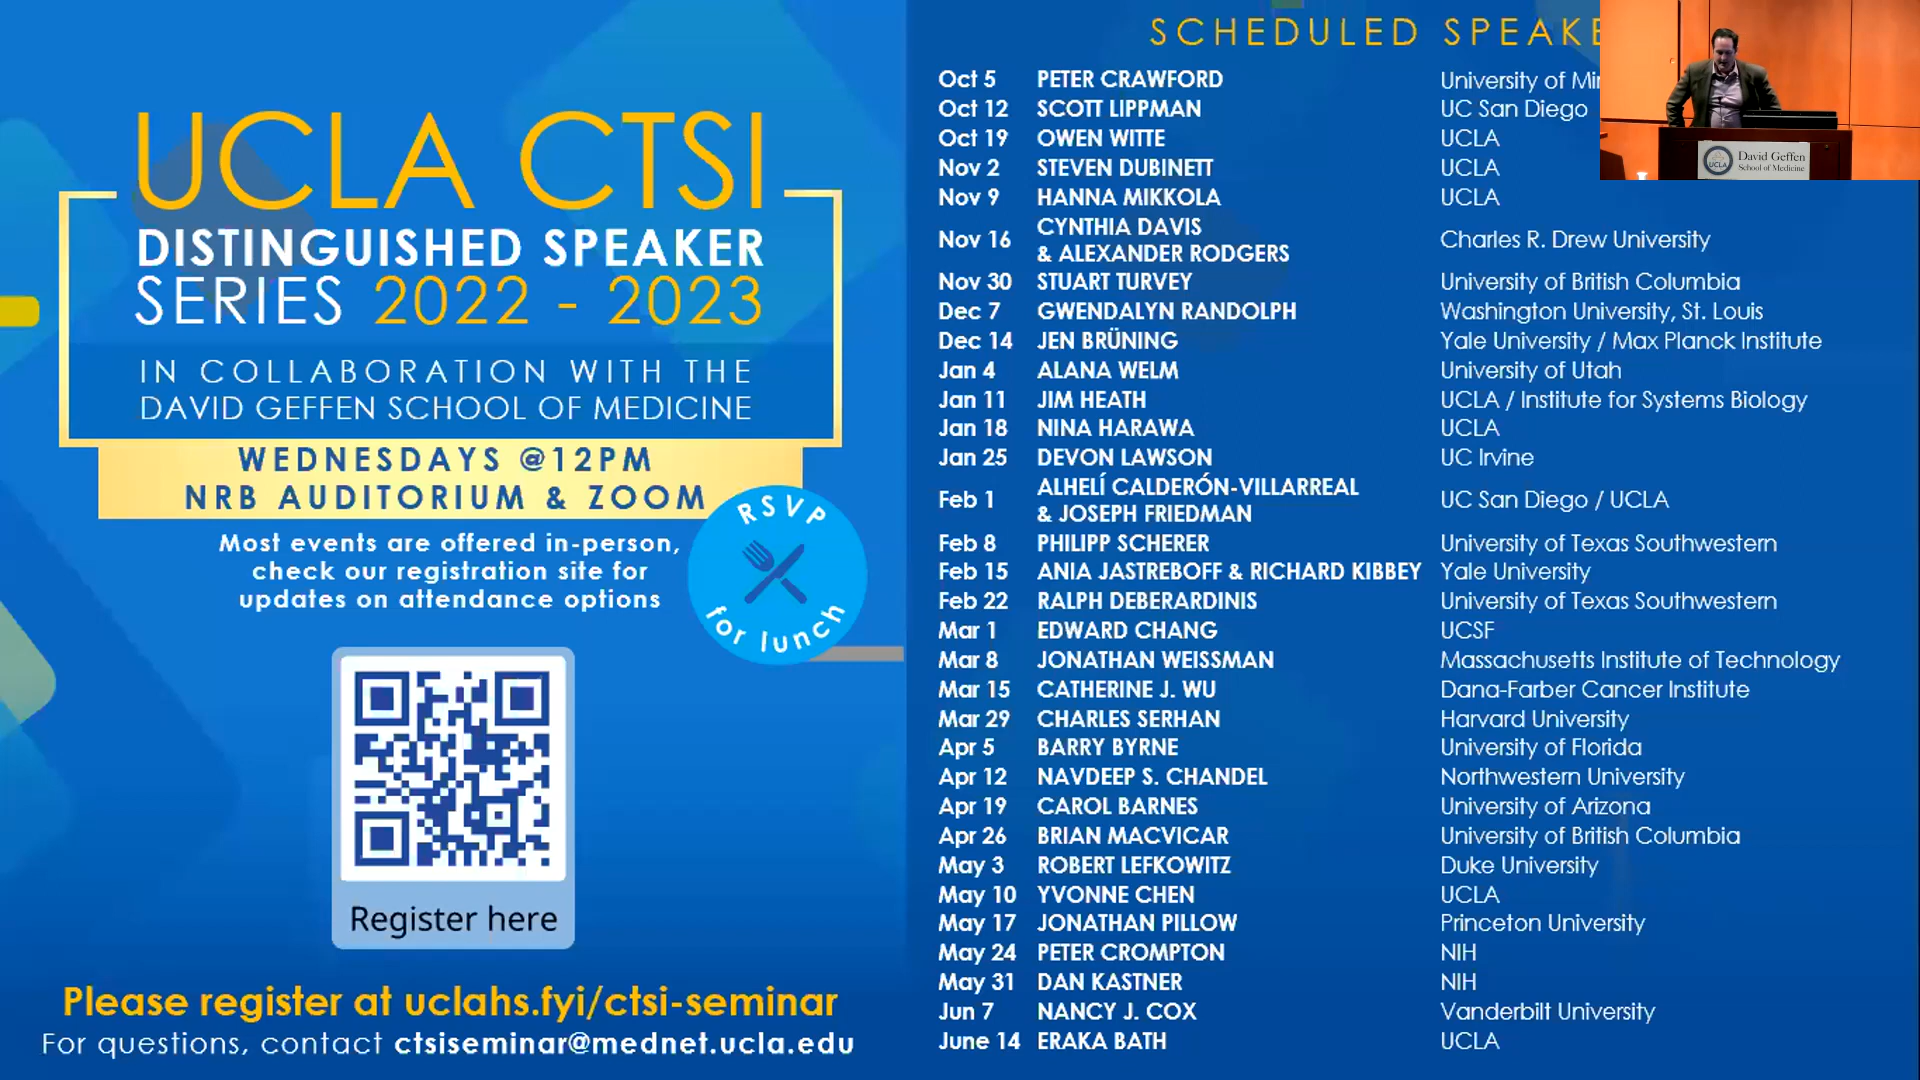 UCLA CTSI
DISTINGUISHED SPEAKER
SERIES 2022 - 2023
IN COLLABORATION WITH THE
DAVID GEFFEN SCHOOL OF MEDICINE
WEDNESDAYS @12PM
NRB AUDITORIUM & ZOOM
Most events are offered in-person,
check our registration site for
updates on attendance options
RSVP
for lunch
Register here
Please register at uclahs.fyi/ctsi-seminar
For questions, contact ctsiseminar@mednet.ucla.edu
SCHEDULED
Oct 5 PETER CRAWFORD University of
Oct 12 SCOTT LIPPMAN UC San Diego
Oct 19 OWEN WITTE UCLA
Nov 2 STEVEN DUBINETT UCLA
Nov 9 HANNA MIKKOLA UCLA
Nov 16 CYNTHIA DAVIS
& ALEXANDER RODGERS Charles R. Drew University
Nov 30 STUART TURVEY University of British Columbia
Dec 7 GWENDALYN RANDOLPH Washington University, St. Louis
Dec 14 JEN BRÜNING Yale University / Max Planck Institute
Jan 4 ALANA WELM University of Utah
Jan 11 JIM HEATH UCLA / Institute for Systems Biology
Jan 18 NINA HARAWA UCLA
Jan 25 DEVON LAWSON UC Irvine
Feb 1 ALHELÍ CALDERÓN-VILLARREAL
& JOSEPH FRIEDMAN UC San Diego / UCLA
Feb 8 PHILIPP SCHERER University of Texas Southwestern
Feb 15 ANIA JASTREBOFF & RICHARD KIBBEY Yale University
Feb 22 RALPH DEBERARDINIS University of Texas Southwestern
Mar 1 EDWARD CHANG UCSF
Mar 8 JONATHAN WEISSMAN Massachusetts Institute of Technology
Mar 15 CATHERINE J. WU Dana-Farber Cancer Institute
Mar 29 CHARLES SERHAN Harvard University
Apr 5 BARRY BYRNE University of Florida
Apr 12 NAVDEEP S. CHANDEL Northwestern University
Apr 19 CAROL BARNES University of Arizona
Apr 26 BRIAN MACVICAR University of British Columbia
May 3 ROBERT LEFKOWITZ Duke University
May 10 YVONNE CHEN UCLA
May 17 JONATHAN PILLOW Princeton University
May 24 PETER CROMPTON NIH
May 31 DAN KASTNER NIH
Jun 7 NANCY J. COX Vanderbilt University
June 14 ERAKA BATH UCLA
UCLA
David Geffen
School of Medicine